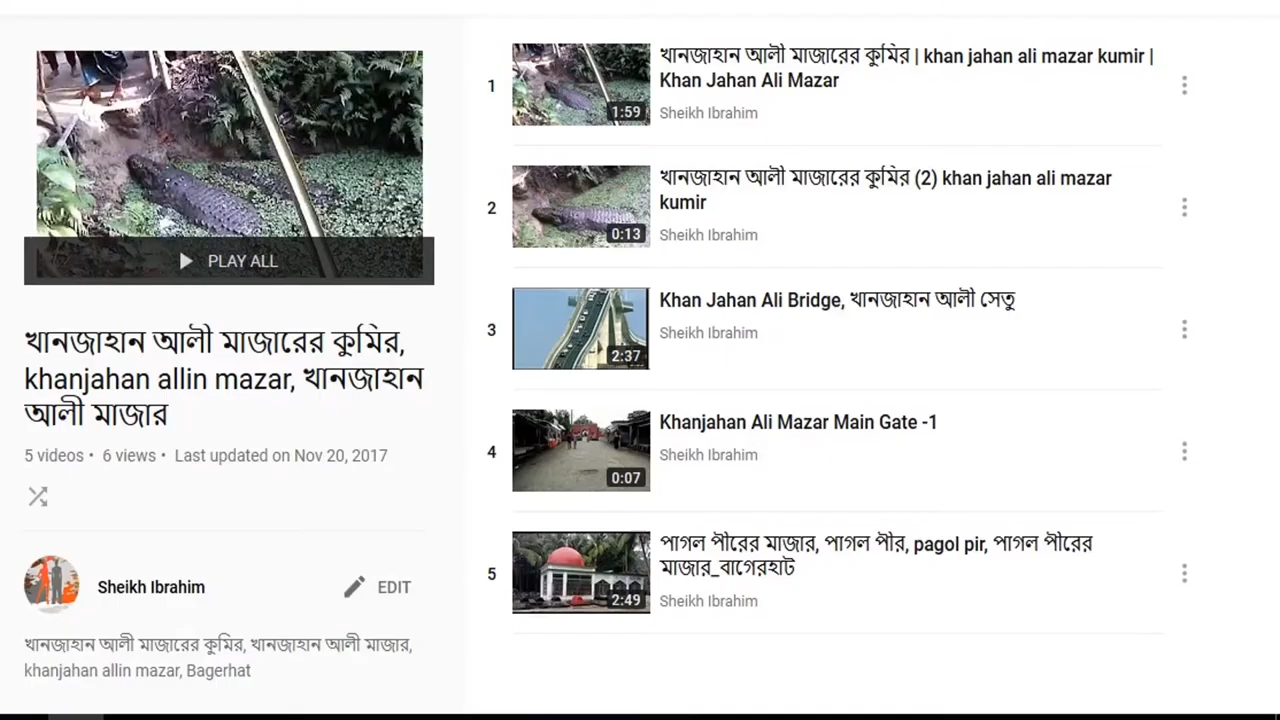 PLAY ALL
খানজাহান আলী মাজারের কুমির,
khanjahan allin mazar, খানজাহান
আলী মাজার
5 videos • 6 views • Last updated on Nov 20, 2017
Sheikh Ibrahim
EDIT
খানজাহান আলী মাজারের কুমির, খানজাহান আলী মাজার,
khanjahan allin mazar, Bagerhat
1
1:59
খানজাহান আলী মাজারের কুমির | khan jahan ali mazar kumir |
Khan Jahan Ali Mazar
Sheikh Ibrahim
2
0:13
খানজাহান আলী মাজারের কুমির (2) khan jahan ali mazar
kumir
Sheikh Ibrahim
3
2:37
Khan Jahan Ali Bridge, খানজাহান আলী সেতু
Sheikh Ibrahim
4
0:07
Khanjahan Ali Mazar Main Gate -1
Sheikh Ibrahim
5
2:49
পাগল পীরের মাজার, পাগল পীর, pagol pir, পাগল পীরের
মাজার_বাগেরহাট
Sheikh Ibrahim